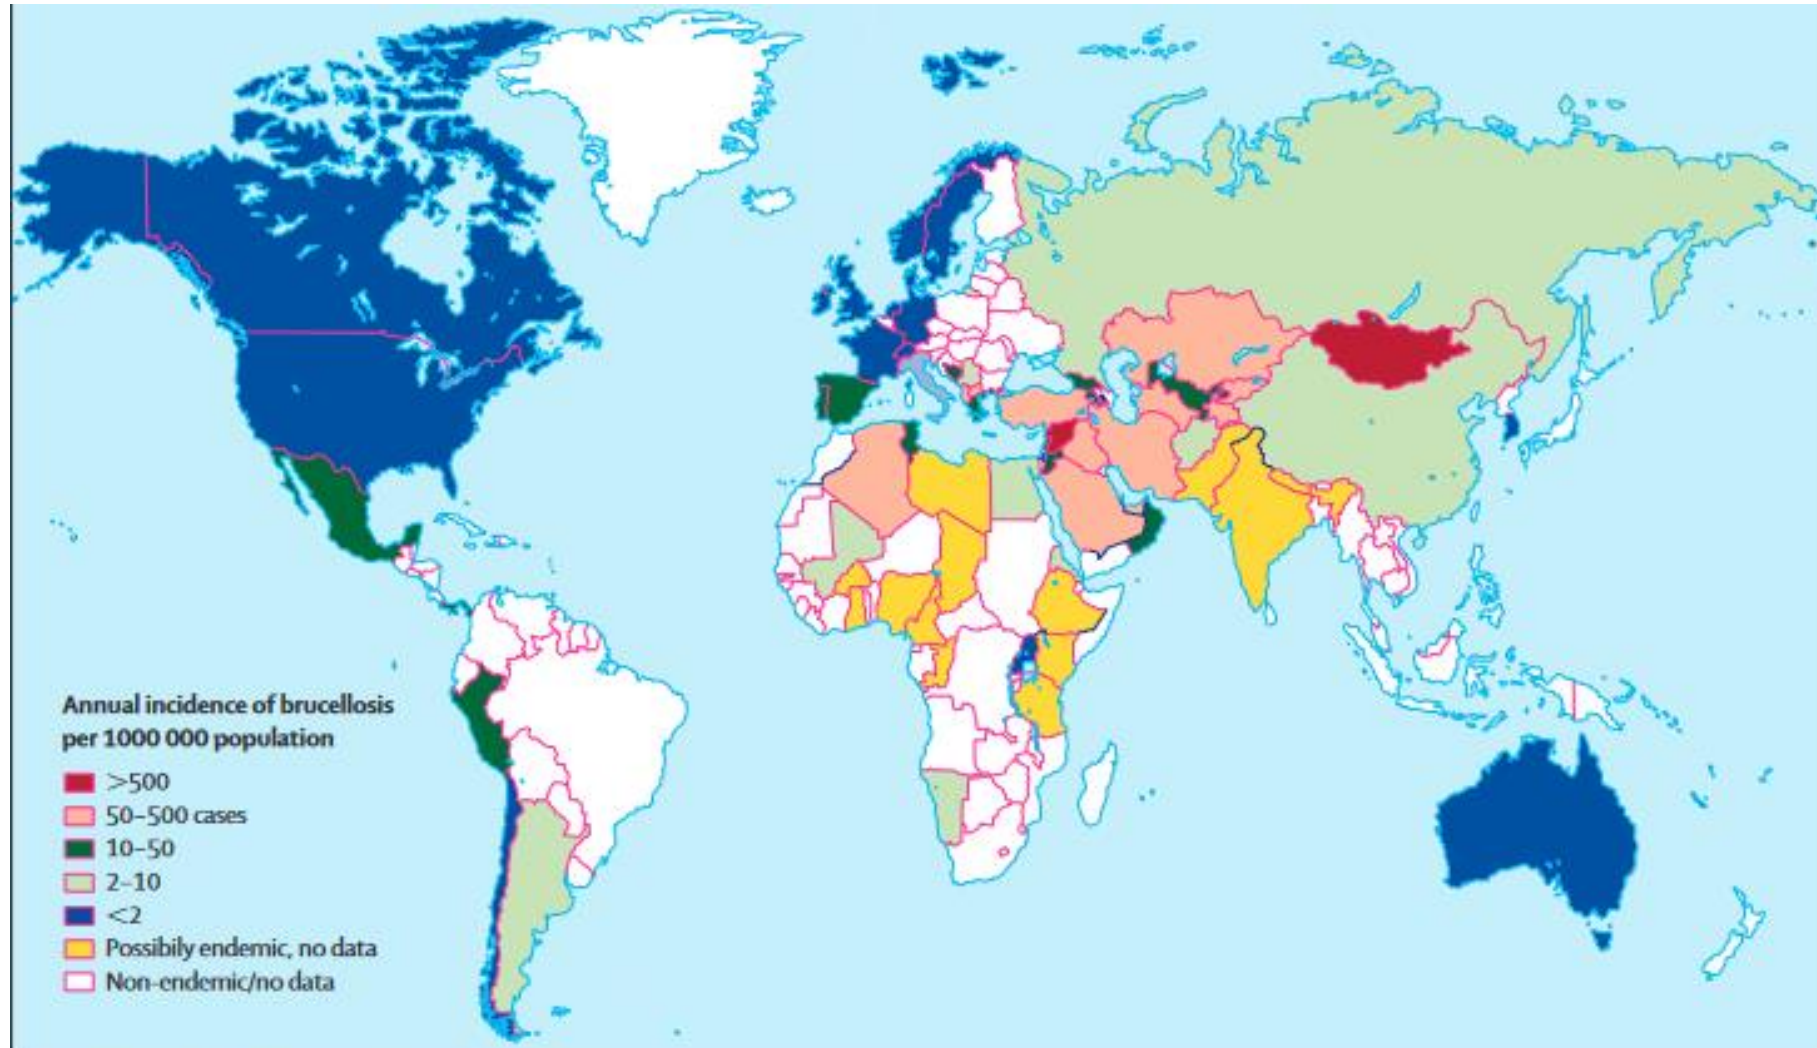 Annual incidence of brucellosis
per 1000 000 population
>500
50–500 cases
10–50
2–10
<2
Possibily endemic, no data
Non-endemic/no data